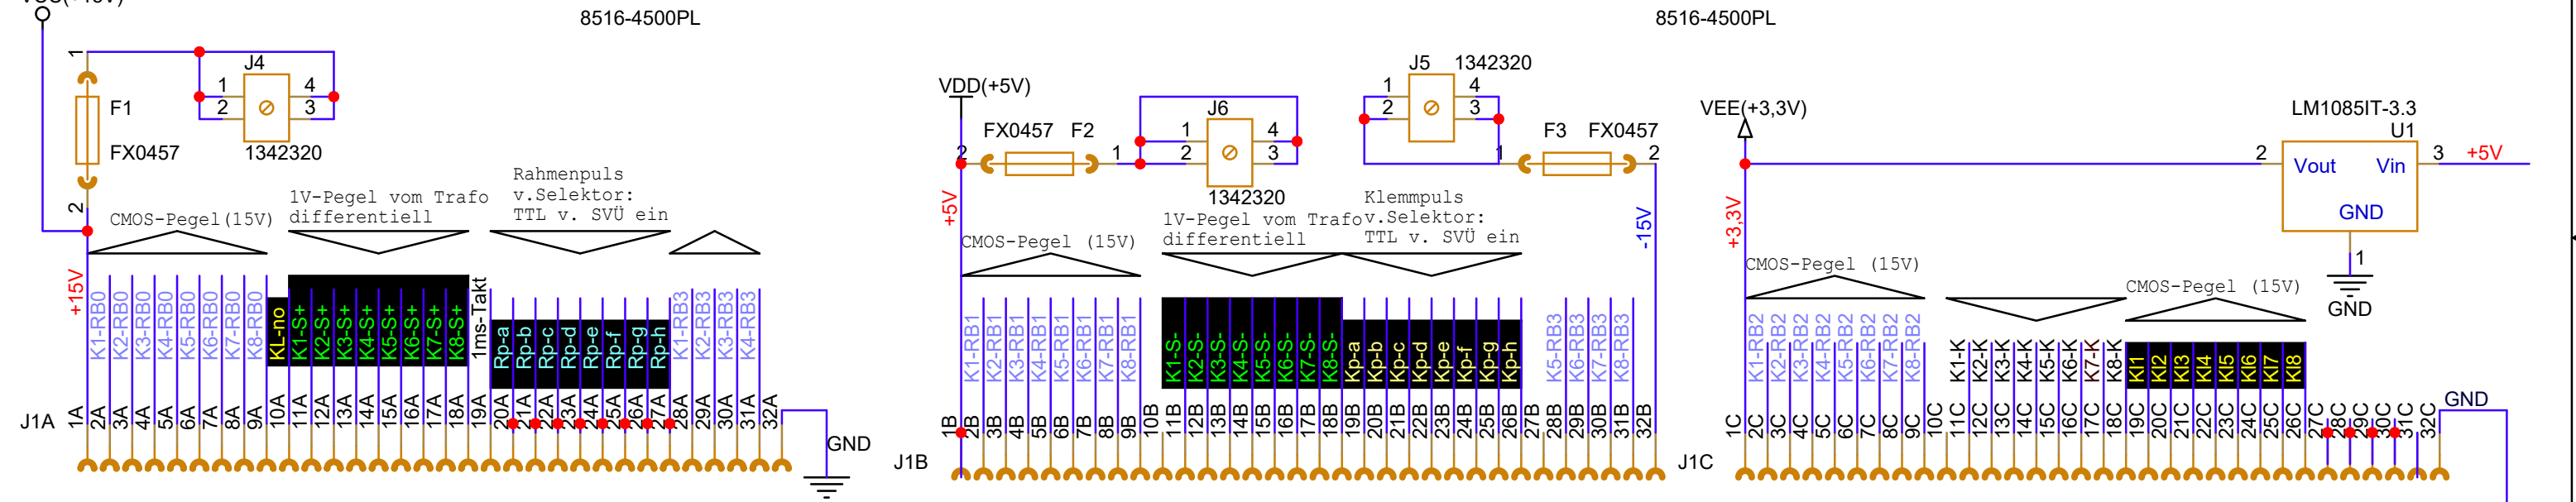 8516-4500PL
8516-4500PL
1
F1
FX0457
2
J4
1
2
4
3
1342320
CMOS-Pegel(15V)
1V-Pegel vom Trafo
differentiell
Rahmenpuls
v.Selektor:
TTL v. SVÜ ein
+15V
K1-RB0
K2-RB0
K3-RB0
K4-RB0
K5-RB0
K6-RB0
K7-RB0
K8-RB0
KL-no
K1-S+
K2-S+
K3-S+
K4-S+
K5-S+
K6-S+
K7-S+
K8-S+
1ms-Takt
Rp-a
Rp-b
Rp-c
Rp-d
Rp-e
Rp-f
Rp-g
Rp-h
K1-RB3
K2-RB3
K3-RB3
K4-RB3
J1A
1A
2A
3A
4A
5A
6A
7A
8A
9A
10A
11A
12A
13A
14A
15A
16A
17A
18A
19A
20A
21A
22A
23A
24A
25A
26A
27A
28A
29A
30A
31A
32A
GND
VDD(+5V)
2
FX0457
F2
1
J6
1
2
4
3
1342320
J5
1342320
1
2
4
3
1
F3
FX0457
2
+5V
-15V
CMOS-Pegel (15V)
1V-Pegel vom Trafo
differentiell
Klemmpuls
v.Selektor:
TTL v. SVÜ ein
K1-RB1
K2-RB1
K3-RB1
K4-RB1
K5-RB1
K6-RB1
K7-RB1
K8-RB1
K1-S-
K2-S-
K3-S-
K4-S-
K5-S-
K6-S-
K7-S-
K8-S-
Kp-a
Kp-b
Kp-c
Kp-d
Kp-e
Kp-f
Kp-g
Kp-h
K5-RB3
K6-RB3
K7-RB3
K8-RB3
J1B
1B
2B
3B
4B
5B
6B
7B
8B
9B
10B
11B
12B
13B
14B
15B
16B
17B
18B
19B
20B
21B
22B
23B
24B
25B
26B
27B
28B
29B
30B
31B
32B
VEE(+3,3V)
LM1085IT-3.3
U1
2
Vout
Vin
3
+5V
GND
1
GND
+3,3V
CMOS-Pegel (15V)
CMOS-Pegel (15V)
K1-RB2
K2-RB2
K3-RB2
K4-RB2
K5-RB2
K6-RB2
K7-RB2
K8-RB2
K1-K
K2-K
K3-K
K4-K
K5-K
K6-K
K7-K
K8-K
KI1
KI2
KI3
KI4
KI5
KI6
KI7
KI8
J1C
1C
2C
3C
4C
5C
6C
7C
8C
9C
10C
11C
12C
13C
14C
15C
16C
17C
18C
19C
20C
21C
22C
23C
24C
25C
26C
27C
28C
29C
30C
31C
32C
GND